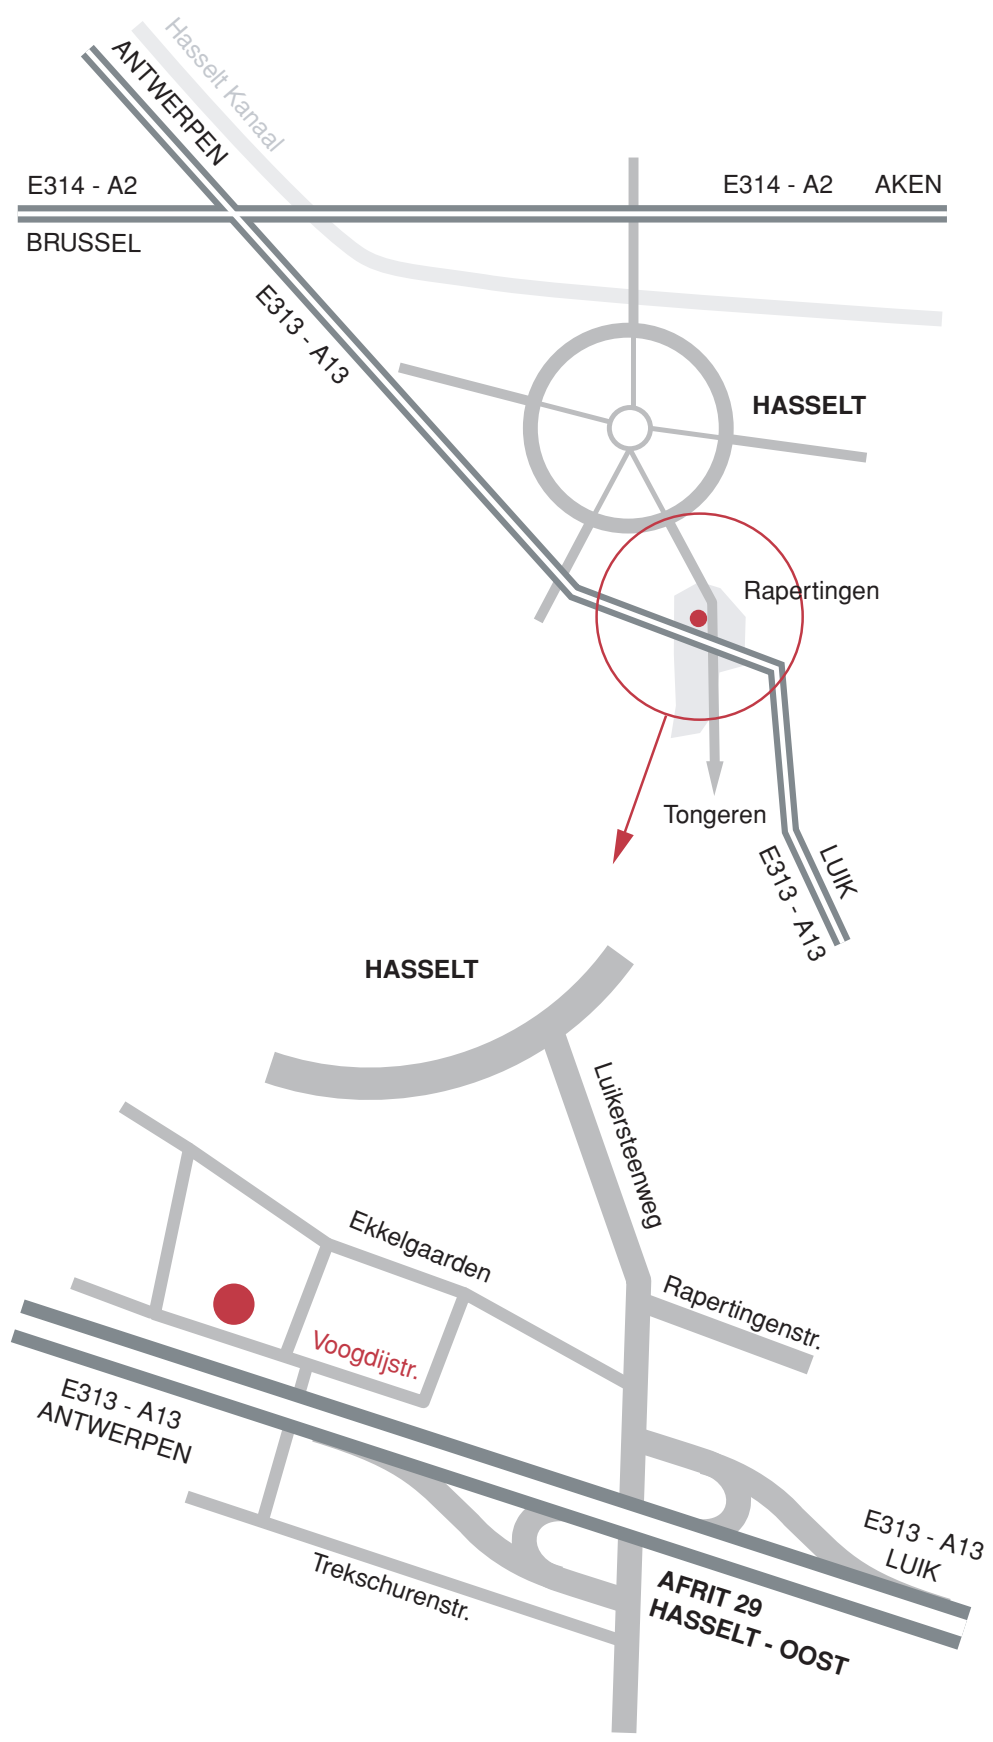 Hasselt Kanaal
ANTWERPEN
E314 - A2
E314 - A2 AKEN
BRUSSEL
E313 - A13
HASSELT
Rapertingen
Tongeren
LUIK
E313 - A13
HASSELT
Luikersteenweg
Ekkelgaarden
Rapertingenstr.
Voogdijstr.
E313 - A13
ANTWERPEN
E313 - A13
LUIK
Trekschurenstr.
AFRIT 29
HASSELT - OOST